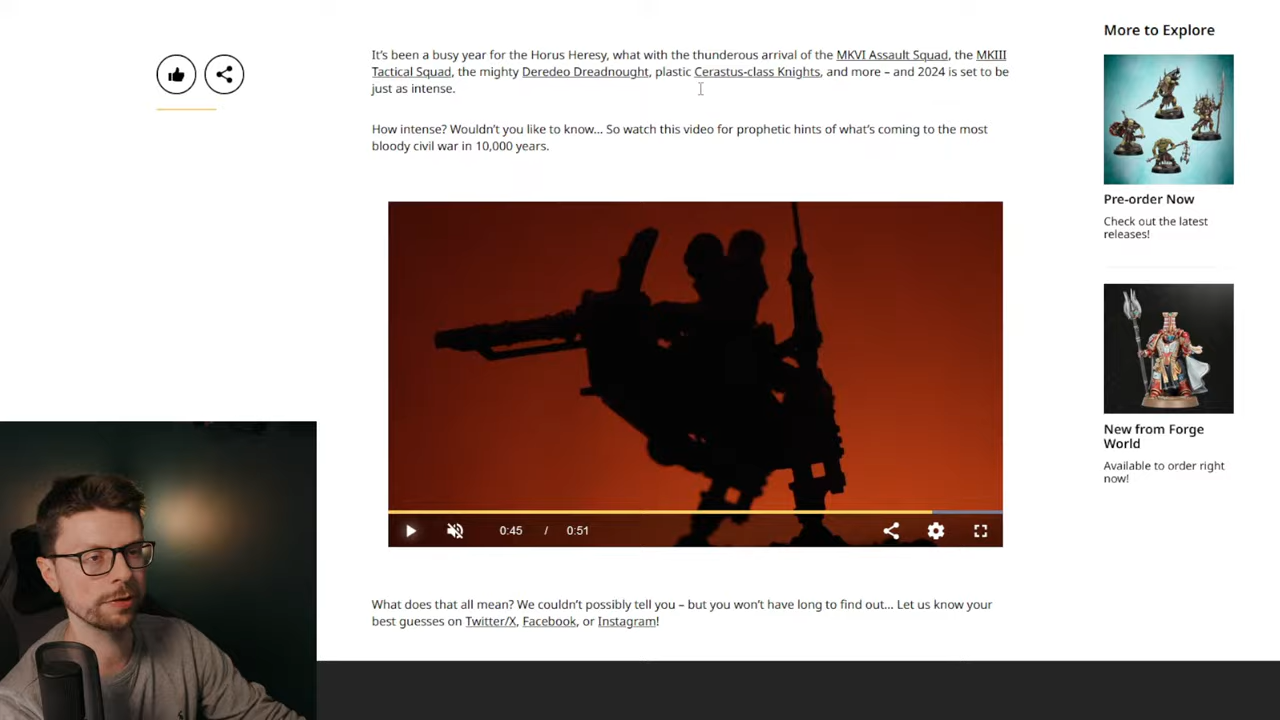 It’s been a busy year for the Horus Heresy, what with the thunderous arrival of the MKVI Assault Squad, the MKIII
Tactical Squad, the mighty Deredeo Dreadnought, plastic Cerastus-class Knights, and more – and 2024 is set to be
just as intense.
How intense? Wouldn’t you like to know... So watch this video for prophetic hints of what’s coming to the most
bloody civil war in 10,000 years.
0:45 / 0:51
What does that all mean? We couldn’t possibly tell you – but you won’t have long to find out... Let us know your
best guesses on Twitter/X, Facebook, or Instagram!
More to Explore
Pre-order Now
Check out the latest
releases!
New from Forge
World
Available to order right
now!